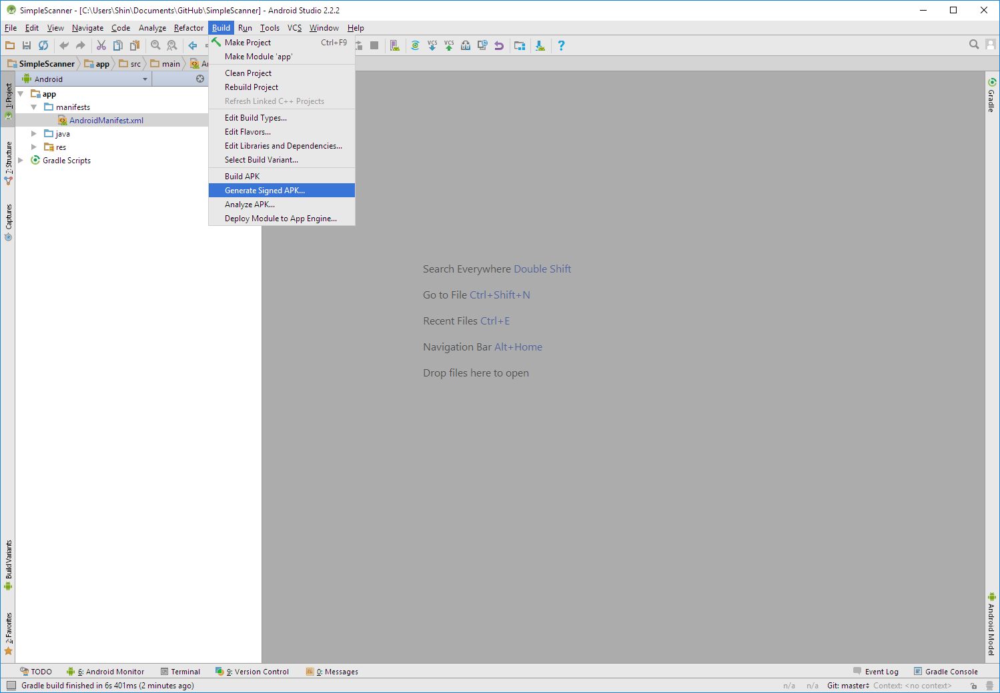 SimpleScanner - [C:\Users\Shin\Documents\GitHub\SimpleScanner] - Android Studio 2.2.2
File Edit View Navigate Code Analyze Refactor Build Run Tools VCS Window Help
Make Project Ctrl+F9
Make Module 'app'
Clean Project
Rebuild Project
Refresh Linked C++ Projects
Edit Build Types...
Edit Flavors...
Edit Libraries and Dependencies...
Select Build Variant...
Build APK
Generate Signed APK...
Analyze APK...
Deploy Module to App Engine...
VCS VCS
SimpleScanner app src main
Android
app
manifests
AndroidManifest.xml
java
res
Gradle Scripts
1: Project
7: Structure
Captures
Build Variants
2: Favorites
Search Everywhere Double Shift
Go to File Ctrl+Shift+N
Recent Files Ctrl+E
Navigation Bar Alt+Home
Drop files here to open
Gradle
Android Model
TODO 6: Android Monitor Terminal 9: Version Control 0: Messages Event Log Gradle Console
Gradle build finished in 6s 401ms (2 minutes ago) n/a n/a Git: master Context: <no context>